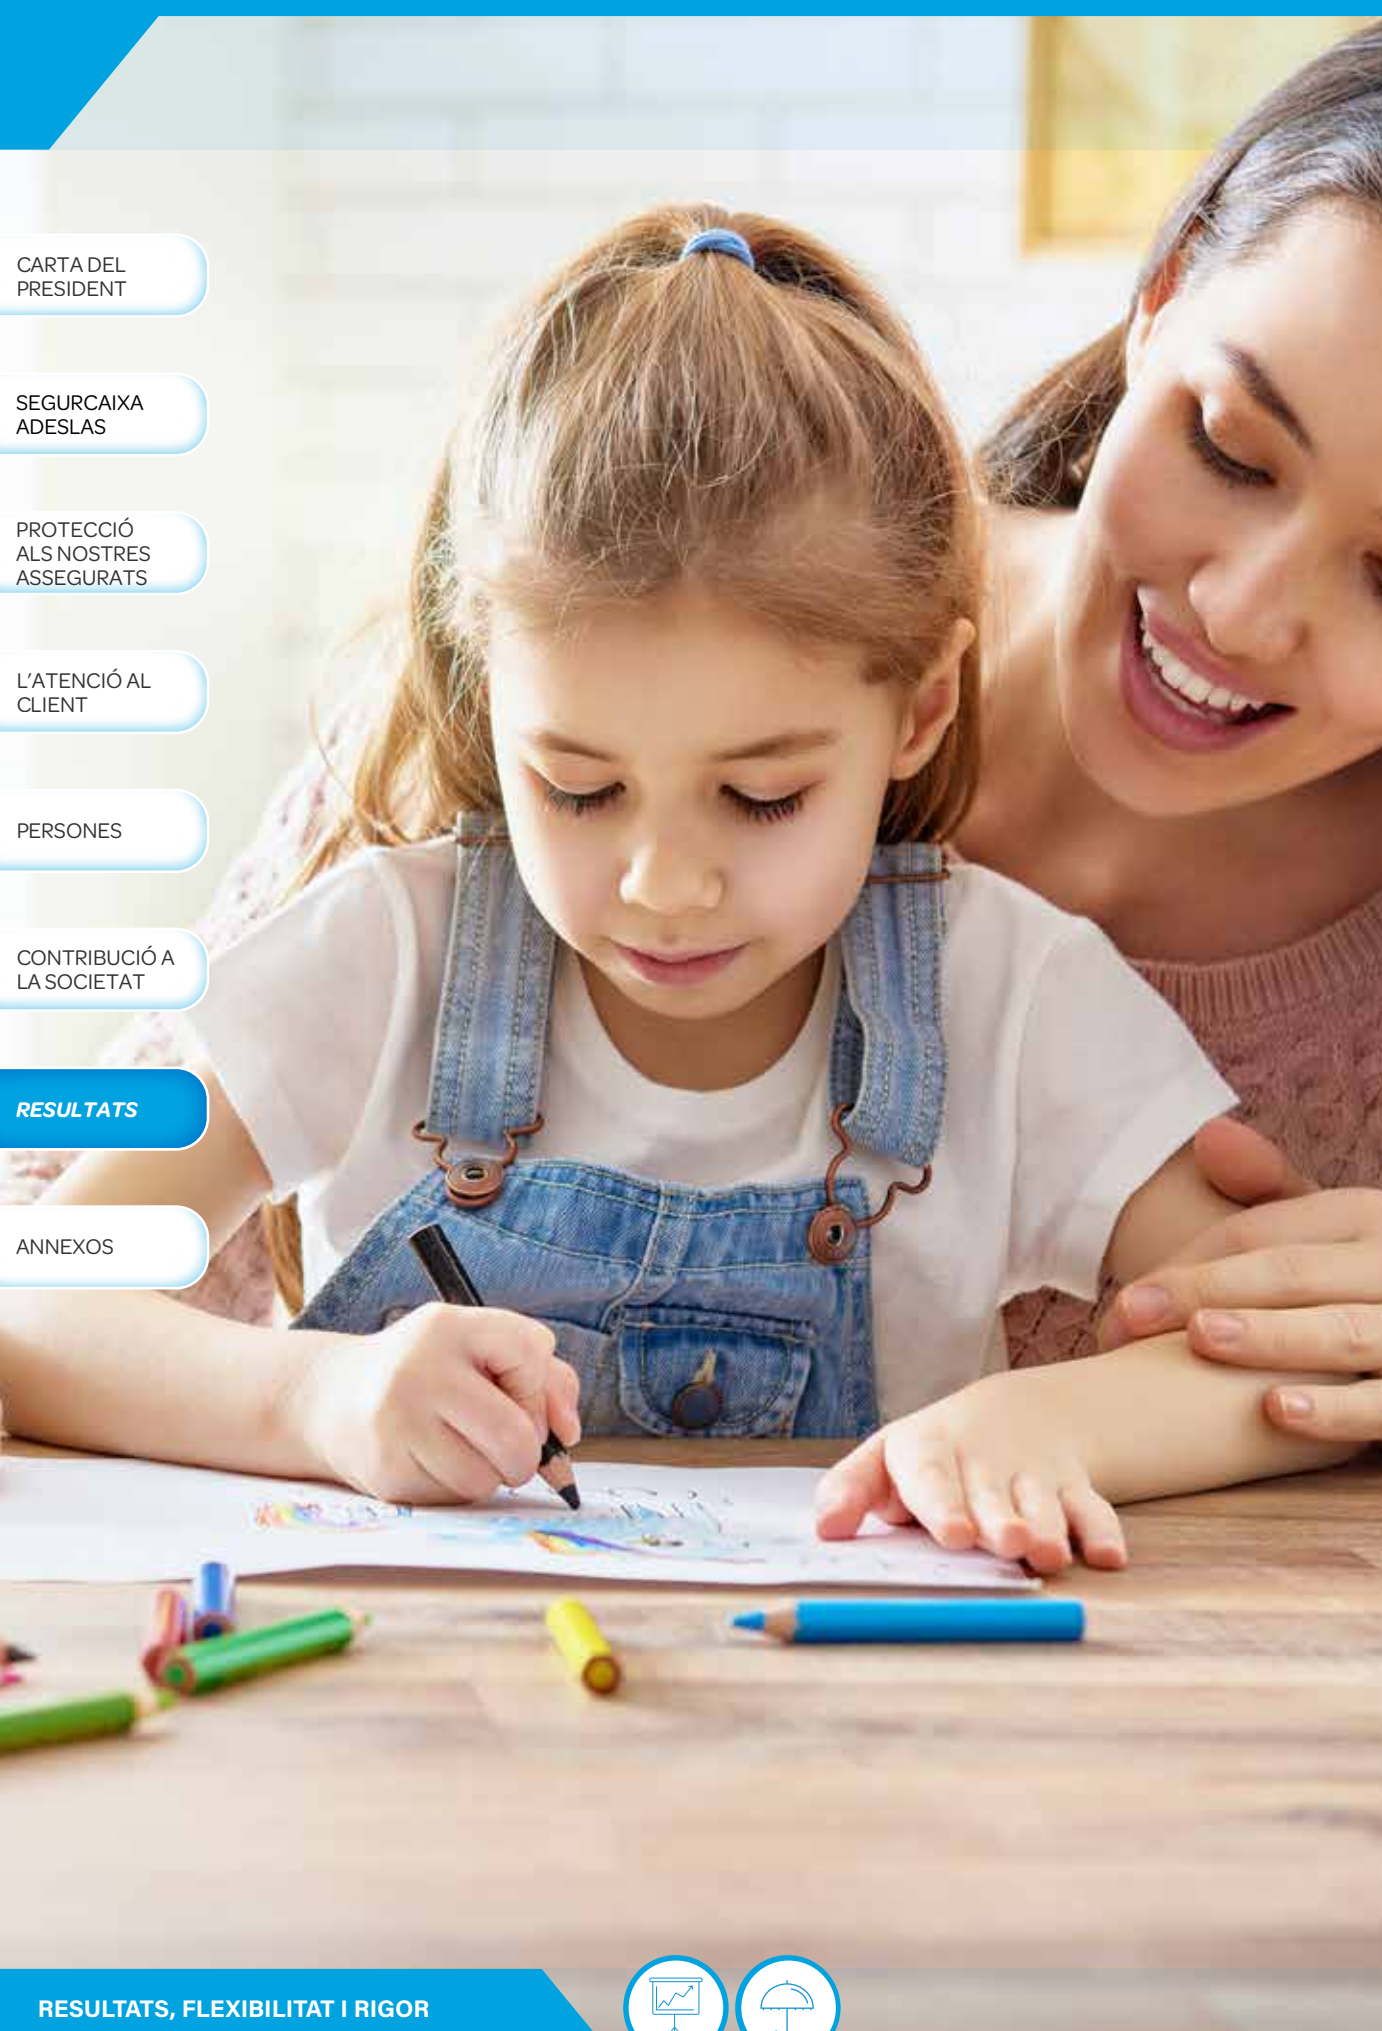 CARTA DEL
PRESIDENT
SEGURCAIXA
ADESLAS
PROTECCIÓ
ALS NOSTRES
ASSEGURATS
L'ATENCIÓ AL
CLIENT
PERSONES
CONTRIBUCIÓ A
LA SOCIETAT
RESULTATS
ANNEXOS
RESULTATS, FLEXIBILITAT I RIGOR